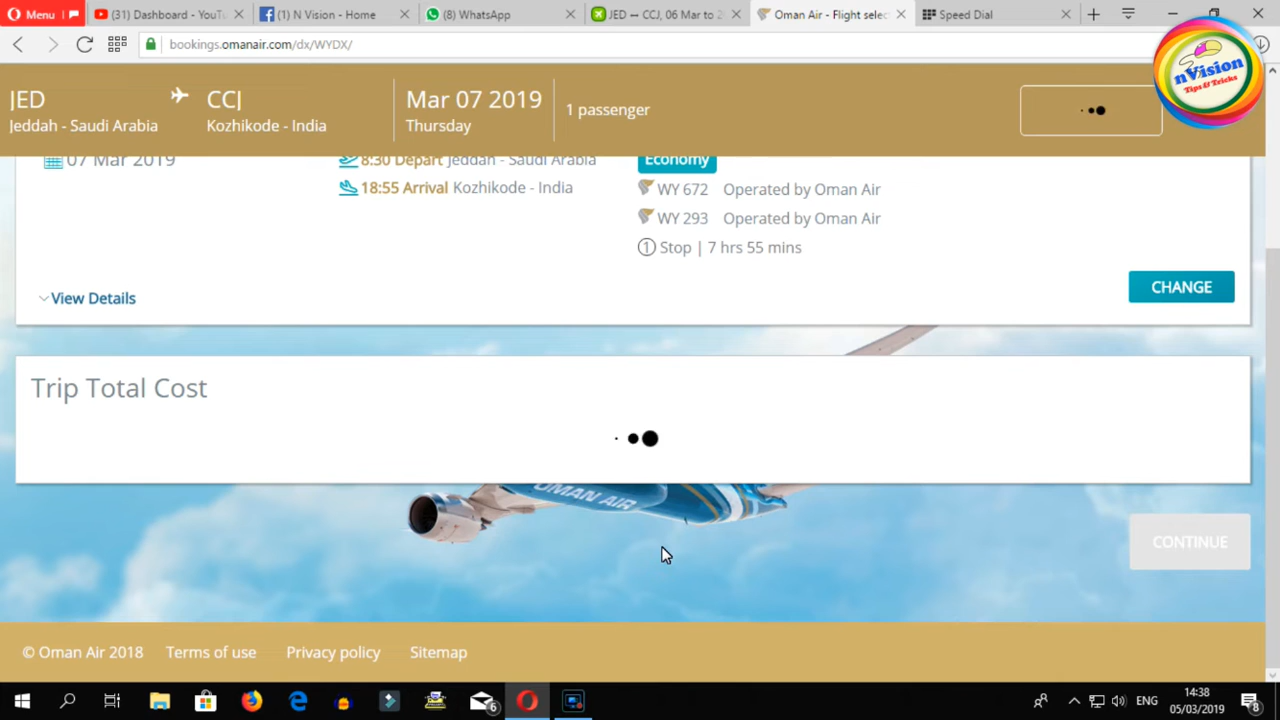 Menu
(31) Dashboard - YouTu
(1) N Vision - Home
(8) WhatsApp
JED — CCJ, 06 Mar to 2
Oman Air - Flight selec
Speed Dial
bookings.omanair.com/dx/WYDX/
nVision
Tips & Tricks
JED
CCJ
Mar 07 2019
1 passenger
Jeddah - Saudi Arabia
Kozhikode - India
Thursday
07 Mar 2019
8:30 Depart Jeddah - Saudi Arabia
Economy
18:55 Arrival Kozhikode - India
WY 672 Operated by Oman Air
WY 293 Operated by Oman Air
1 Stop | 7 hrs 55 mins
View Details
CHANGE
Trip Total Cost
OMAN AIR
CONTINUE
© Oman Air 2018
Terms of use
Privacy policy
Sitemap
6
ENG
14:38
05/03/2019
8